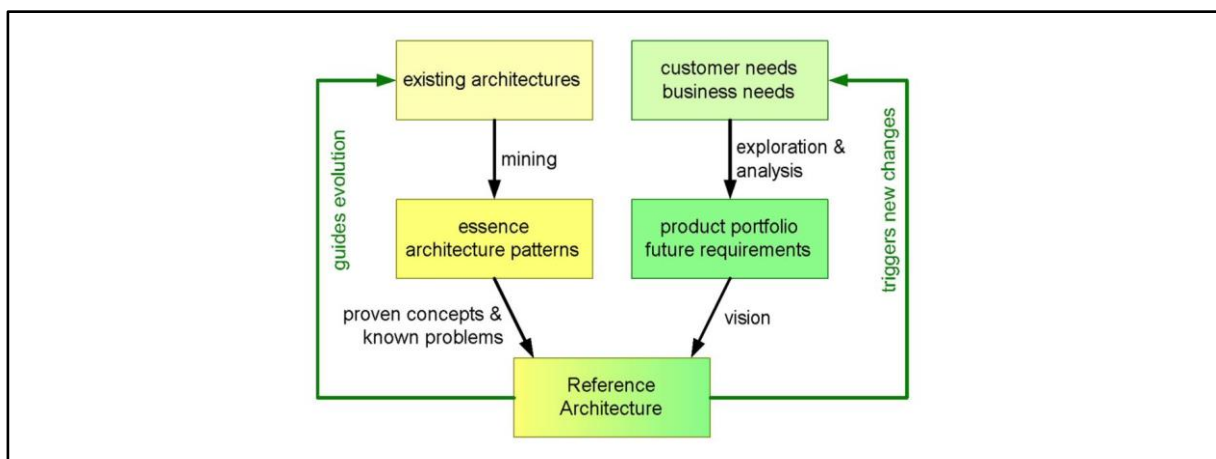 existing architectures
customer needs
business needs
mining
exploration &
analysis
guides evolution
triggers new changes
essence
architecture patterns
product portfolio
future requirements
proven concepts &
known problems
vision
Reference
Architecture